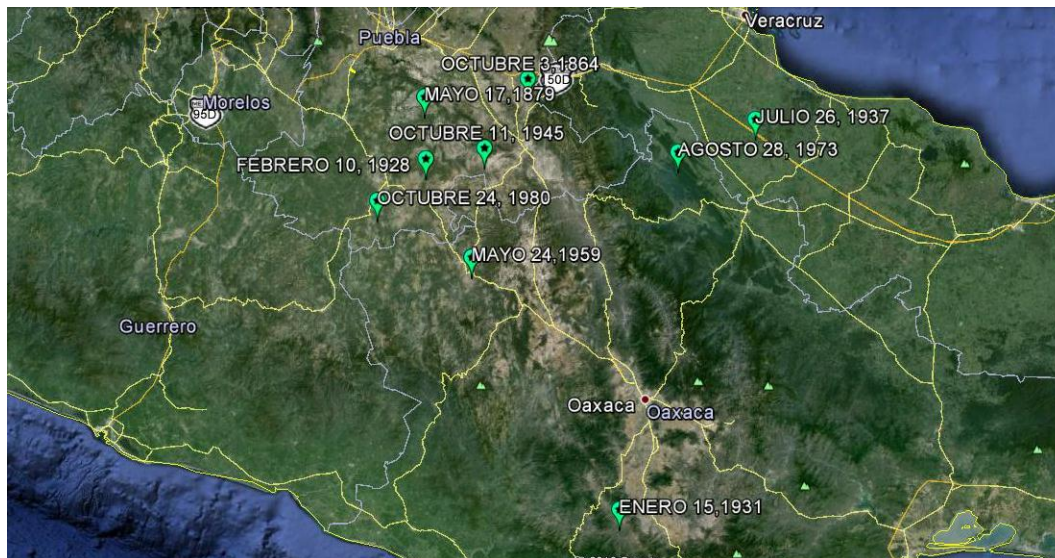 Veracruz
Puebla
OCTUBRE 3-1864
150D
MAYO 17,1879
Morelos
95D
JULIO 26, 1937
OCTUBRE 11, 1945
AGOSTO 28, 1973
FEBRERO 10, 1928
OCTUBRE 24, 1980
MAYO 24,1959
Guerrero
Oaxaca
Oaxaca
ENERO 15,1931